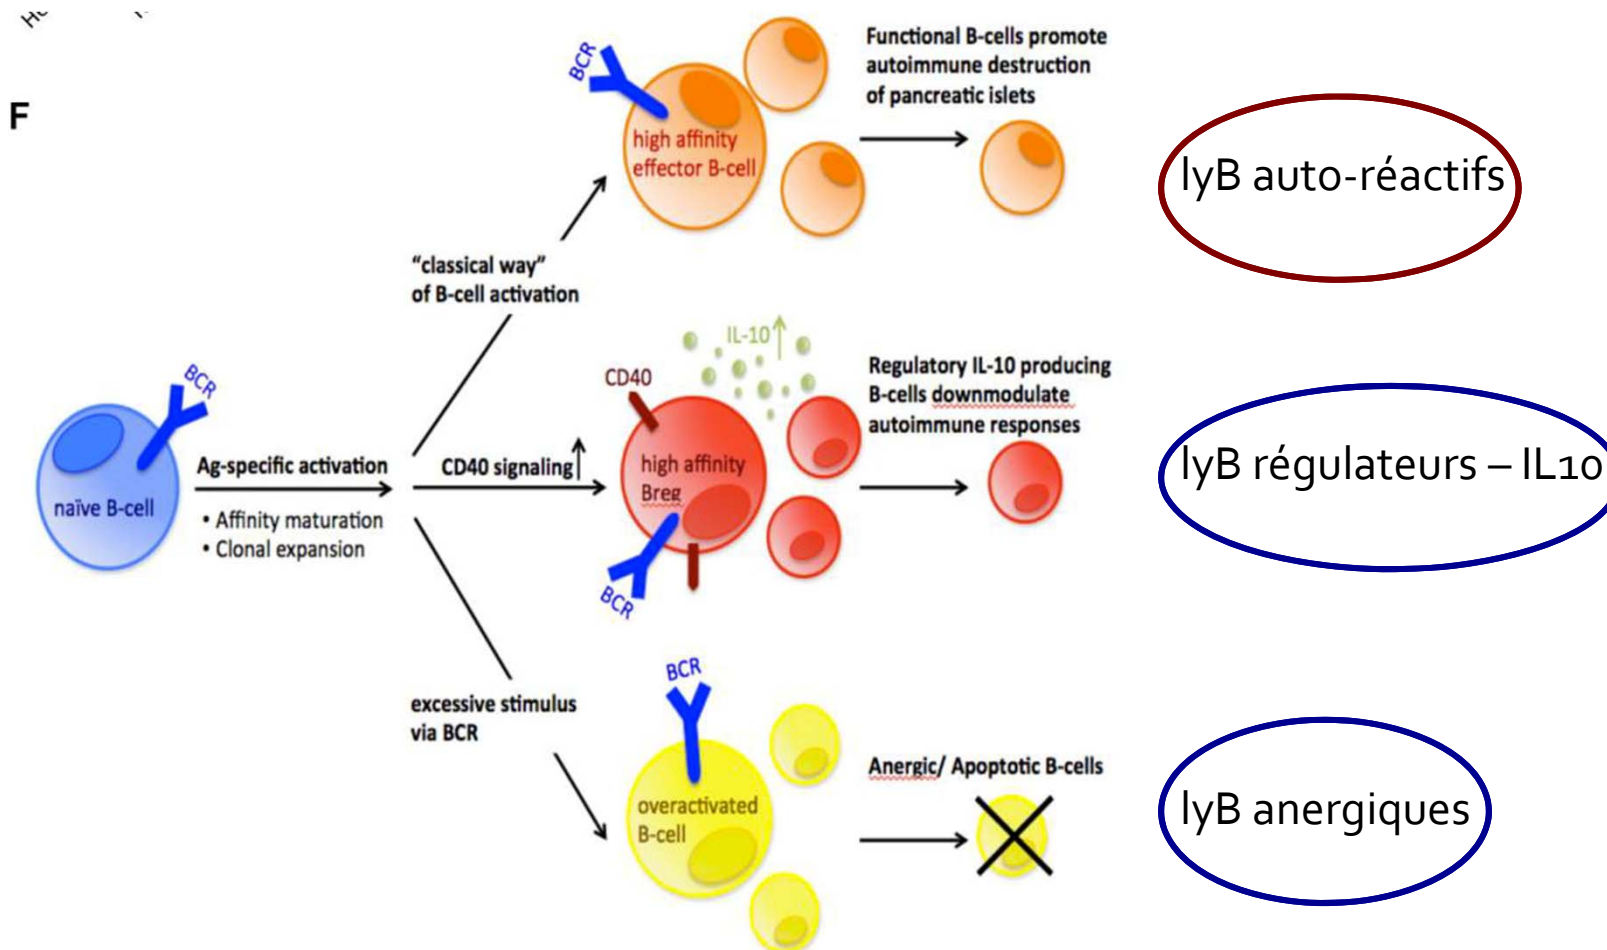 F
BCR
high affinity
effector B-cell
Functional B-cells promote
autoimmune destruction
of pancreatic islets
lyB auto-réactifs
"classical way"
of B-cell activation
IL-10
CD40
Regulatory IL-10 producing
B-cells downmodulate
autoimmune responses
BCR
naïve B-cell
Ag-specific activation
• Affinity maturation
• Clonal expansion
CD40 signaling
high affinity
Breg
BCR
lyB régulateurs – IL10
excessive stimulus
via BCR
BCR
overactivated
B-cell
Anergic/ Apoptotic B-cells
lyB anergiques